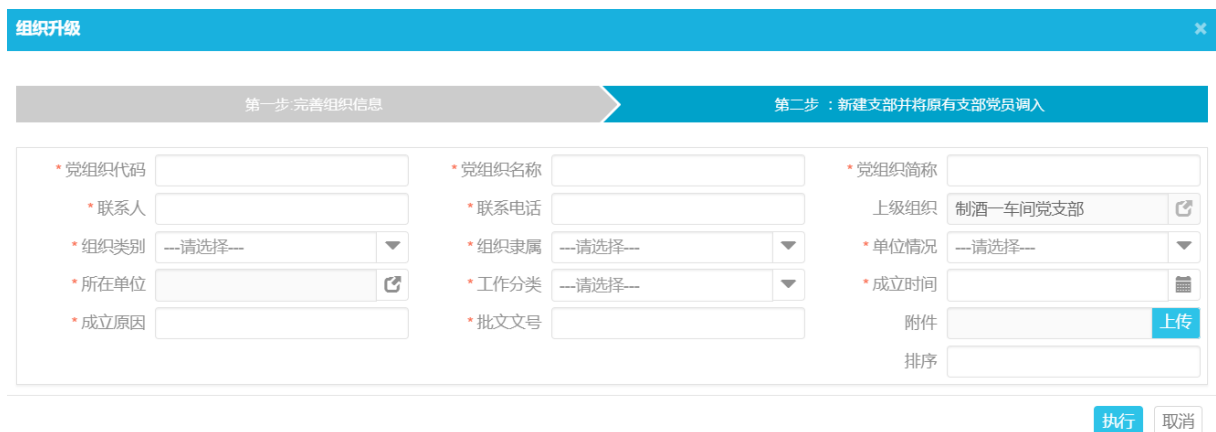 组织升级
第一步:完善组织信息 第二步 ：新建支部并将原有支部党员调入
* 党组织代码 * 党组织名称 * 党组织简称
* 联系人 * 联系电话 上级组织 制酒一车间党支部
* 组织类别 ---请选择--- * 组织隶属 ---请选择--- * 单位情况 ---请选择---
* 所在单位 * 工作分类 ---请选择--- * 成立时间
* 成立原因 * 批文文号 附件 上传
排序
执行 取消